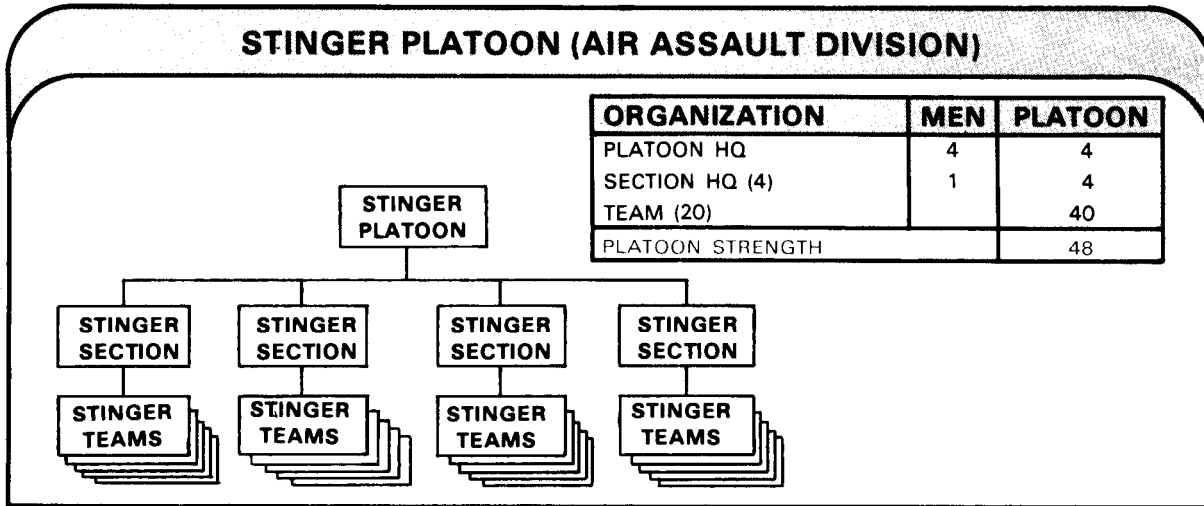 STINGER PLATOON (AIR ASSAULT DIVISION)
ORGANIZATION MEN PLATOON
PLATOON HQ 4 4
SECTION HQ (4) 1 4
TEAM (20) 40
PLATOON STRENGTH 48
STINGER
PLATOON
STINGER
SECTION
STINGER
SECTION
STINGER
SECTION
STINGER
SECTION
STINGER
TEAMS
STINGER
TEAMS
STINGER
TEAMS
STINGER
TEAMS